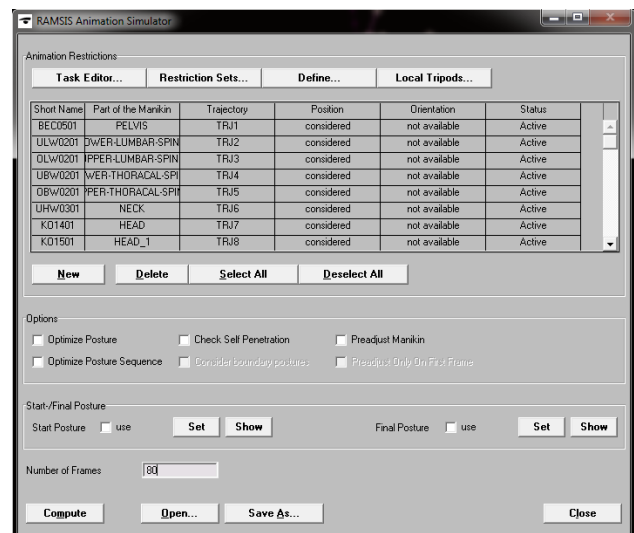 RAMSIS Animation Simulator
Animation Restrictions
Task Editor... Restriction Sets... Define... Local Tripods...
Short Name Part of the Manikin Trajectory Position Orientation Status
BEC0501 PELVIS TRJ1 considered not available Active
ULW0201 OWER-LUMBAR-SPIN TRJ2 considered not available Active
OLW0201 IPPER-LUMBAR-SPIN TRJ3 considered not available Active
UBW0201 WER-THORACAL-SPI TRJ4 considered not available Active
OBW0201 PPER-THORACAL-SPI TRJ5 considered not available Active
UHW0301 NECK TRJ6 considered not available Active
KO1401 HEAD TRJ7 considered not available Active
KO1501 HEAD_1 TRJ8 considered not available Active
New Delete Select All Deselect All
Options
Optimize Posture Check Self Penetration Preadjust Manikin
Optimize Posture Sequence Consider boundary postures Preadjust Only On First Frame
Start-/Final Posture
Start Posture use Set Show Final Posture use Set Show
Number of Frames 80
Compute Open... Save As... Close